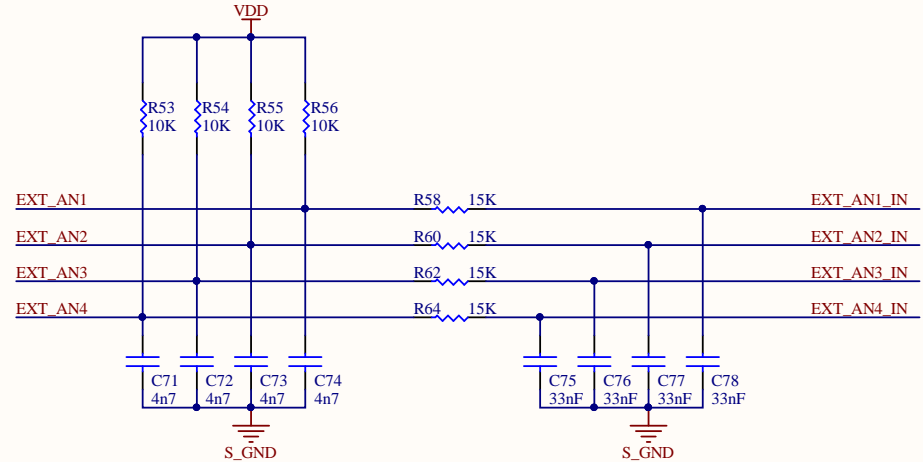 VDD
R53 R54 R55 R56
10K 10K 10K 10K
EXT_AN1 R58 15K EXT_AN1_IN
EXT_AN2 R60 15K EXT_AN2_IN
EXT_AN3 R62 15K EXT_AN3_IN
EXT_AN4 R64 15K EXT_AN4_IN
C71 C72 C73 C74 C75 C76 C77 C78
4n7 4n7 4n7 4n7 33nF 33nF 33nF 33nF
S_GND S_GND